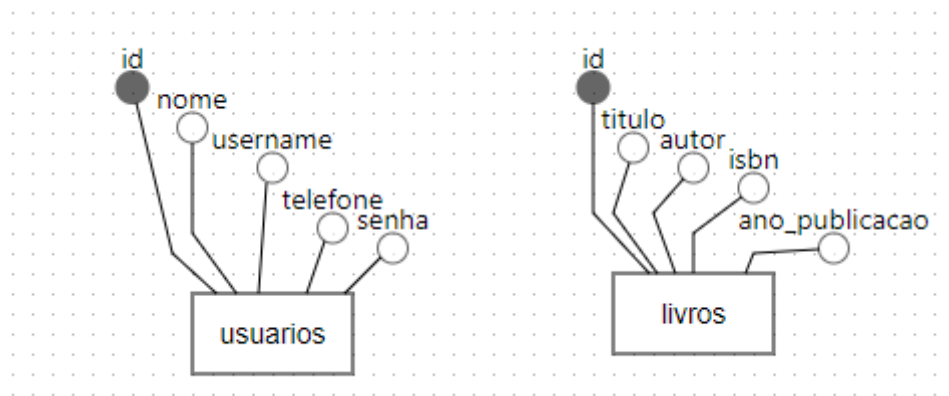 id
nome
username
telefone
senha
usuarios
id
titulo
autor
isbn
ano_publicacao
livros